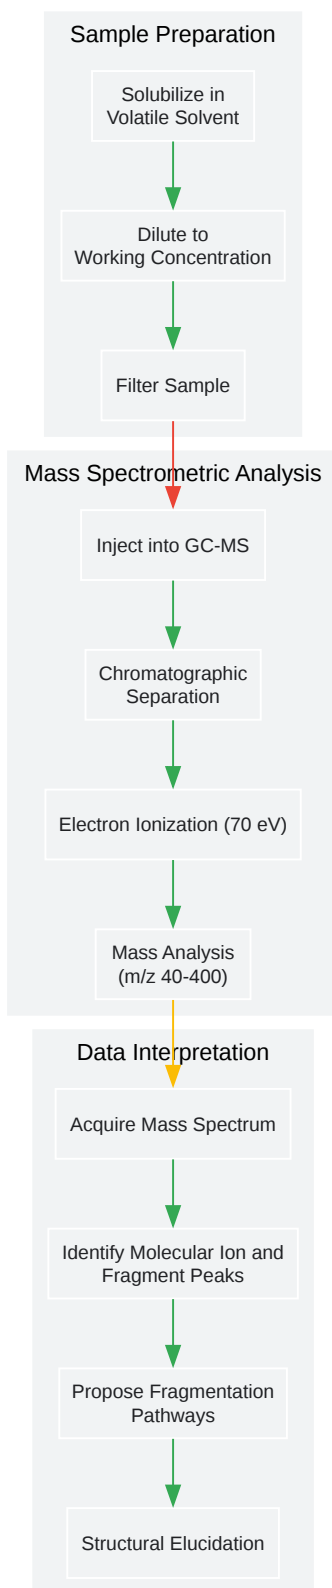 Sample Preparation
Solubilize in
Volatile Solvent
Dilute to
Working Concentration
Filter Sample
Mass Spectrometric Analysis
Inject into GC-MS
Chromatographic
Separation
Electron Ionization (70 eV)
Mass Analysis
(m/z 40-400)
Data Interpretation
Acquire Mass Spectrum
Identify Molecular Ion and
Fragment Peaks
Propose Fragmentation
Pathways
Structural Elucidation